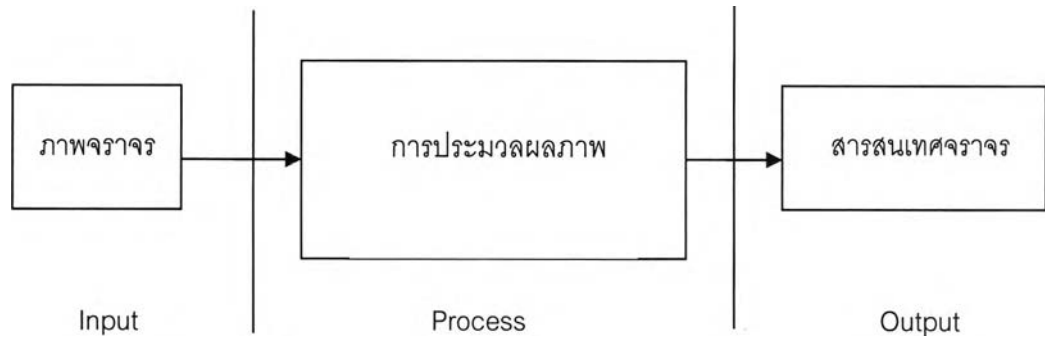 ภาพจราจร
การประมวลผลภาพ
สารสนเทศจราจร
Input
Process
Output